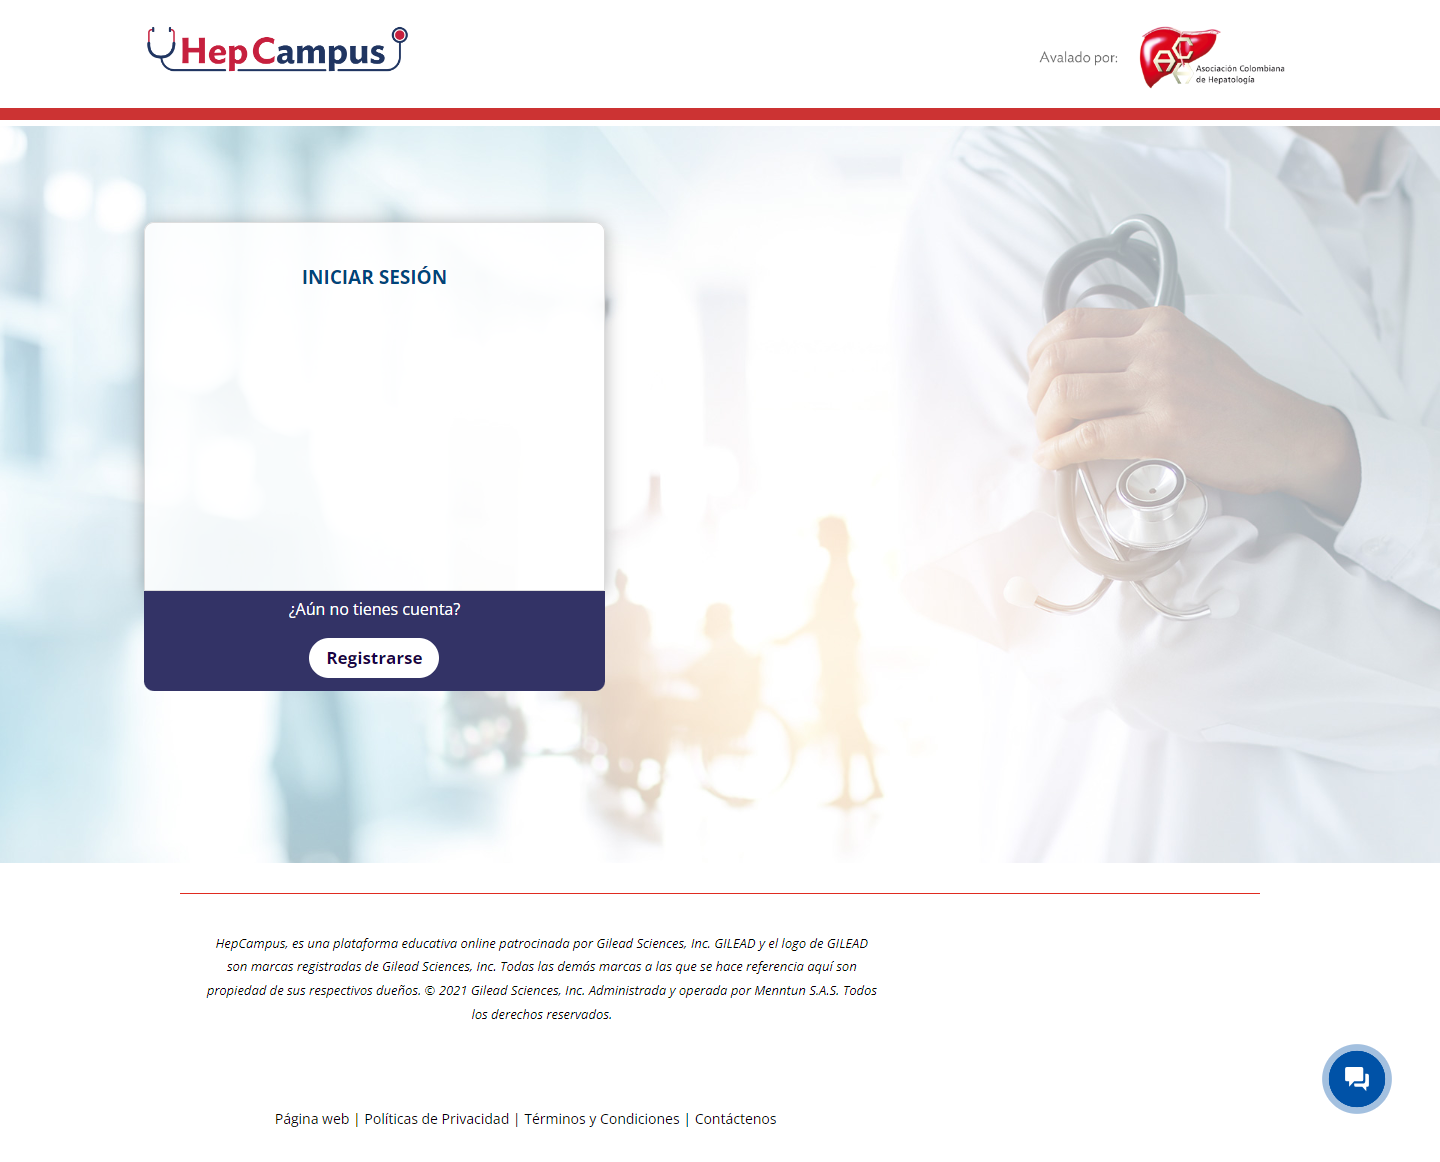 HepCampus
Avalado por:
ACH
Asociación Colombiana
de Hepatología
INICIAR SESIÓN
¿Aún no tienes cuenta?
Registrarse
HepCampus, es una plataforma educativa online patrocinada por Gilead Sciences, Inc. GILEAD y el logo de GILEAD
son marcas registradas de Gilead Sciences, Inc. Todas las demás marcas a las que se hace referencia aquí son
propiedad de sus respectivos dueños. © 2021 Gilead Sciences, Inc. Administrada y operada por Menntun S.A.S. Todos
los derechos reservados.
Página web | Políticas de Privacidad | Términos y Condiciones | Contáctenos